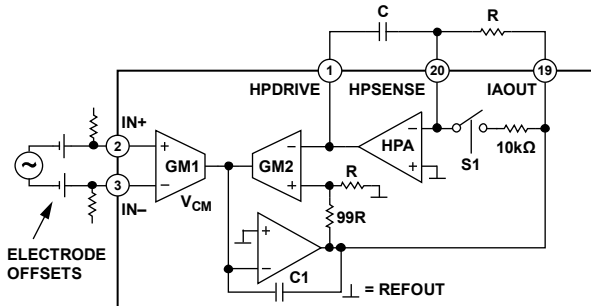 C
R
1
20
19
HPDRIVE
HPSENSE
IAOUT
IN+
2
+
GM1
–
3
IN–
VCM
–
GM2
+
HPA
–
+
S1
10kΩ
R
99R
+
–
C1
ELECTRODE
OFFSETS
= REFOUT